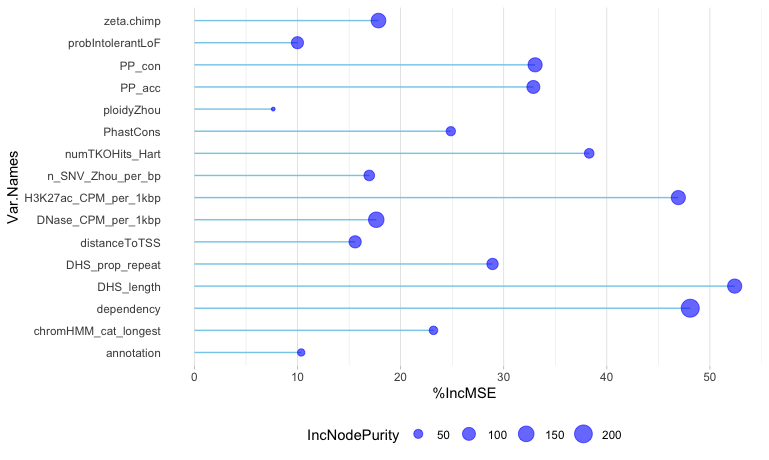 zeta.chimp
probIntolerantLoF
PP_con
PP_acc
ploidyZhou
PhastCons
numTKOHits_Hart
n_SNV_Zhou_per_bp
H3K27ac_CPM_per_1kbp
DNase_CPM_per_1kbp
distanceToTSS
DHS_prop_repeat
DHS_length
dependency
chromHMM_cat_longest
annotation
Var.Names
0 10 20 30 40 50
%IncMSE
IncNodePurity 50 100 150 200